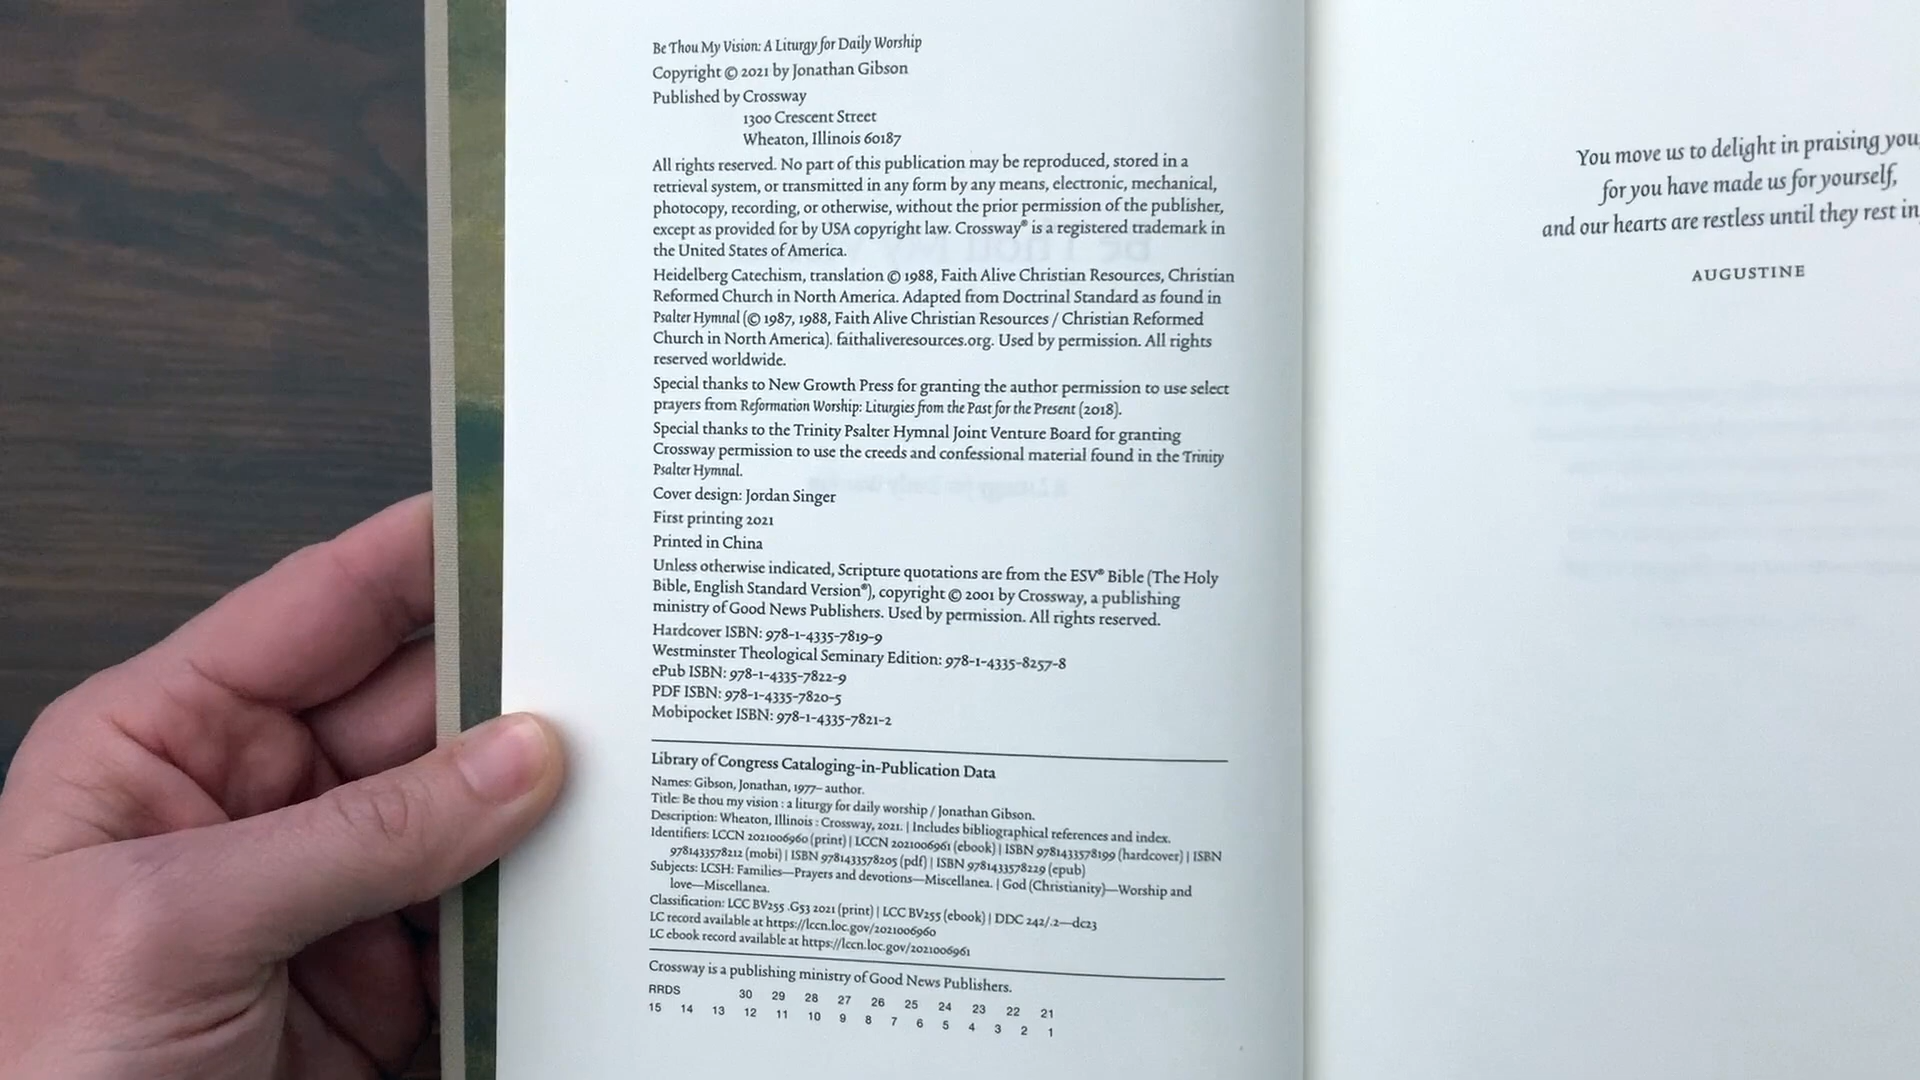 Be Thou My Vision: A Liturgy for Daily Worship
Copyright © 2021 by Jonathan Gibson
Published by Crossway
1300 Crescent Street
Wheaton, Illinois 60187
All rights reserved. No part of this publication may be reproduced, stored in a
retrieval system, or transmitted in any form by any means, electronic, mechanical,
photocopy, recording, or otherwise, without the prior permission of the publisher,
except as provided for by USA copyright law. Crossway® is a registered trademark in
the United States of America.
Heidelberg Catechism, translation © 1988, Faith Alive Christian Resources, Christian
Reformed Church in North America. Adapted from Doctrinal Standard as found in
Psalter Hymnal (© 1987, 1988, Faith Alive Christian Resources / Christian Reformed
Church in North America). faithaliveresources.org. Used by permission. All rights
reserved worldwide.
Special thanks to New Growth Press for granting the author permission to use select
prayers from Reformation Worship: Liturgies from the Past for the Present (2018).
Special thanks to the Trinity Psalter Hymnal Joint Venture Board for granting
Crossway permission to use the creeds and confessional material found in the Trinity
Psalter Hymnal.
Cover design: Jordan Singer
First printing 2021
Printed in China
Unless otherwise indicated, Scripture quotations are from the ESV® Bible (The Holy
Bible, English Standard Version®), copyright © 2001 by Crossway, a publishing
ministry of Good News Publishers. Used by permission. All rights reserved.
Hardcover ISBN: 978-1-4335-7819-9
Westminster Theological Seminary Edition: 978-1-4335-8257-8
ePub ISBN: 978-1-4335-7822-9
PDF ISBN: 978-1-4335-7820-5
Mobipocket ISBN: 978-1-4335-7821-2
Library of Congress Cataloging-in-Publication Data
Names: Gibson, Jonathan, 1977– author.
Title: Be thou my vision : a liturgy for daily worship / Jonathan Gibson.
Description: Wheaton, Illinois : Crossway, 2021. | Includes bibliographical references and index.
Identifiers: LCCN 2021006960 (print) | LCCN 2021006961 (ebook) | ISBN 9781433578199 (hardcover) | ISBN
9781433578212 (mobi) | ISBN 9781433578205 (pdf) | ISBN 9781433578229 (epub)
Subjects: LCSH: Families—Prayers and devotions—Miscellanea. | God (Christianity)—Worship and
love—Miscellanea.
Classification: LCC BV255 .G53 2021 (print) | LCC BV255 (ebook) | DDC 242/.2—dc23
LC record available at https://lccn.loc.gov/2021006960
LC ebook record available at https://lccn.loc.gov/2021006961
Crossway is a publishing ministry of Good News Publishers.
RRDS 30 29 28 27 26 25 24 23 22 21
15 14 13 12 11 10 9 8 7 6 5 4 3 2 1
You move us to delight in praising you,
for you have made us for yourself,
and our hearts are restless until they rest in
AUGUSTINE